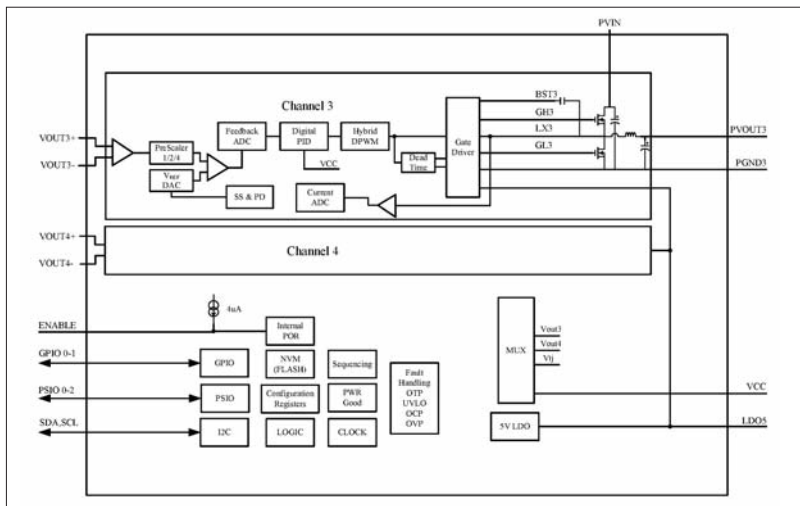 PVIN
Channel 3
BST3
GH3
LX3
GL3
VOUT3+
VOUT3-
PreScaler
1/2/4
VREF
DAC
SS & PD
Feedback
ADC
Digital
PID
VCC
Hybrid
DPWM
Dead
Time
Gate
Driver
Current
ADC
PVOUT3
PGND3
VOUT4+
VOUT4-
Channel 4
4uA
ENABLE
Internal
POR
GPIO 0-1
GPIO
NVM
(FLASH)
Sequencing
PSIO 0-2
PSIO
Configuration
Registers
PWR
Good
SDA,SCL
I2C
LOGIC
CLOCK
Fault
Handling
OTP
UVLO
OCP
OVP
MUX
Vout3
Vout4
Vtj
VCC
5V LDO
LDO5